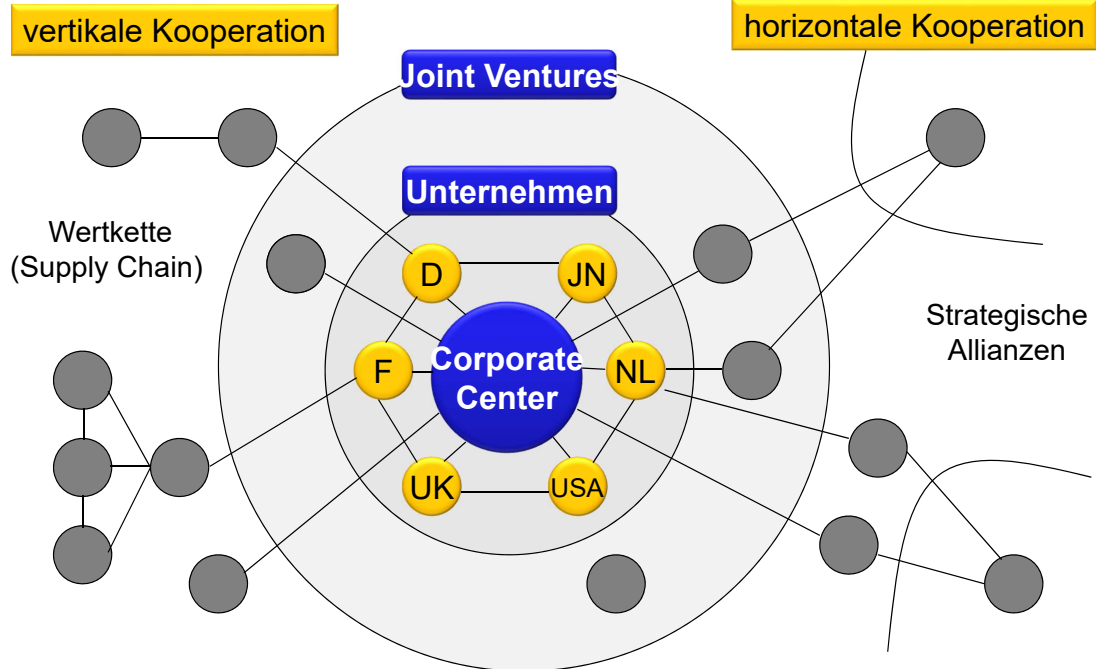 vertikale Kooperation
horizontale Kooperation
Joint Ventures
Unternehmen
Wertkette
(Supply Chain)
D
JN
Strategische
Allianzen
F
Corporate
Center
NL
UK
USA